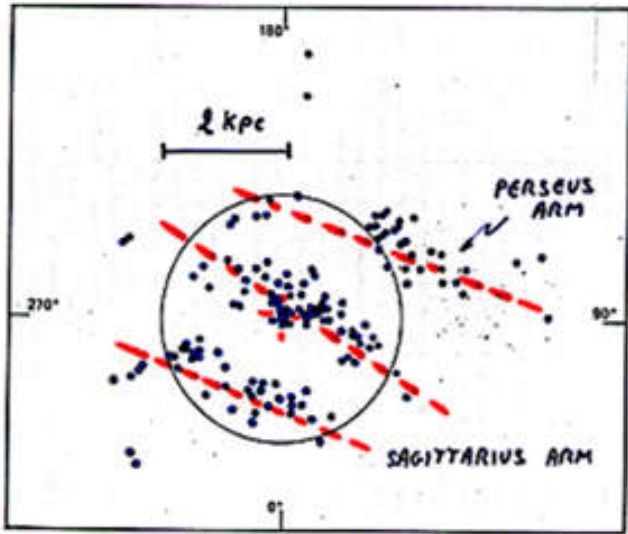 180°
2 KPC
PERSEUS
ARM
270°
90°
SAGITTARIUS ARM
0°